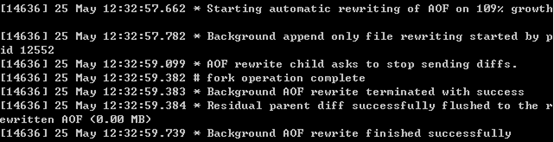 [14636] 25 May 12:32:57.662 * Starting automatic rewriting of AOF on 109% growth
[14636] 25 May 12:32:57.782 * Background append only file rewriting started by p
id 12552
[14636] 25 May 12:32:59.099 * AOF rewrite child asks to stop sending diffs.
[14636] 25 May 12:32:59.382 # fork operation complete
[14636] 25 May 12:32:59.383 * Background AOF rewrite terminated with success
[14636] 25 May 12:32:59.384 * Residual parent diff successfully flushed to the r
ewritten AOF (0.00 MB)
[14636] 25 May 12:32:59.739 * Background AOF rewrite finished successfully